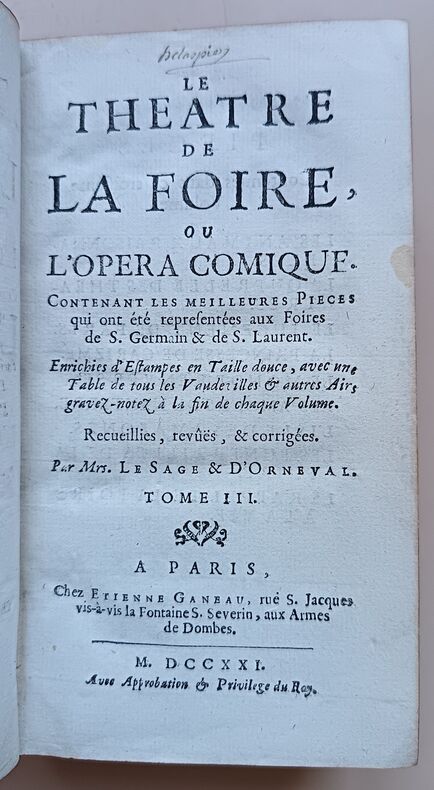 LE
THEATRE
DE
LA FOIRE,
OU
L'OPERA COMIQUE.
CONTENANT LES MEILLEURES PIECES
qui ont été repreſentées aux Foires
de S. Germain & de S. Laurent.
Enrichies d'Eſtampes en Taille douce, avec une
Table de tous les Vaudevilles & autres Airs
gravez-notez à la fin de chaque Volume.
Recueillies, revûës, & corrigées.
Par Mrs. LE SAGE & D'ORNEVAL.
TOME III.
A PARIS,
Chez ETIENNE GANEAU, ruë S. Jacques
vis-à-vis la Fontaine S. Severin, aux Armes
de Dombes.
M. DCCXXI.
Avec Approbation & Privilege du Roy.